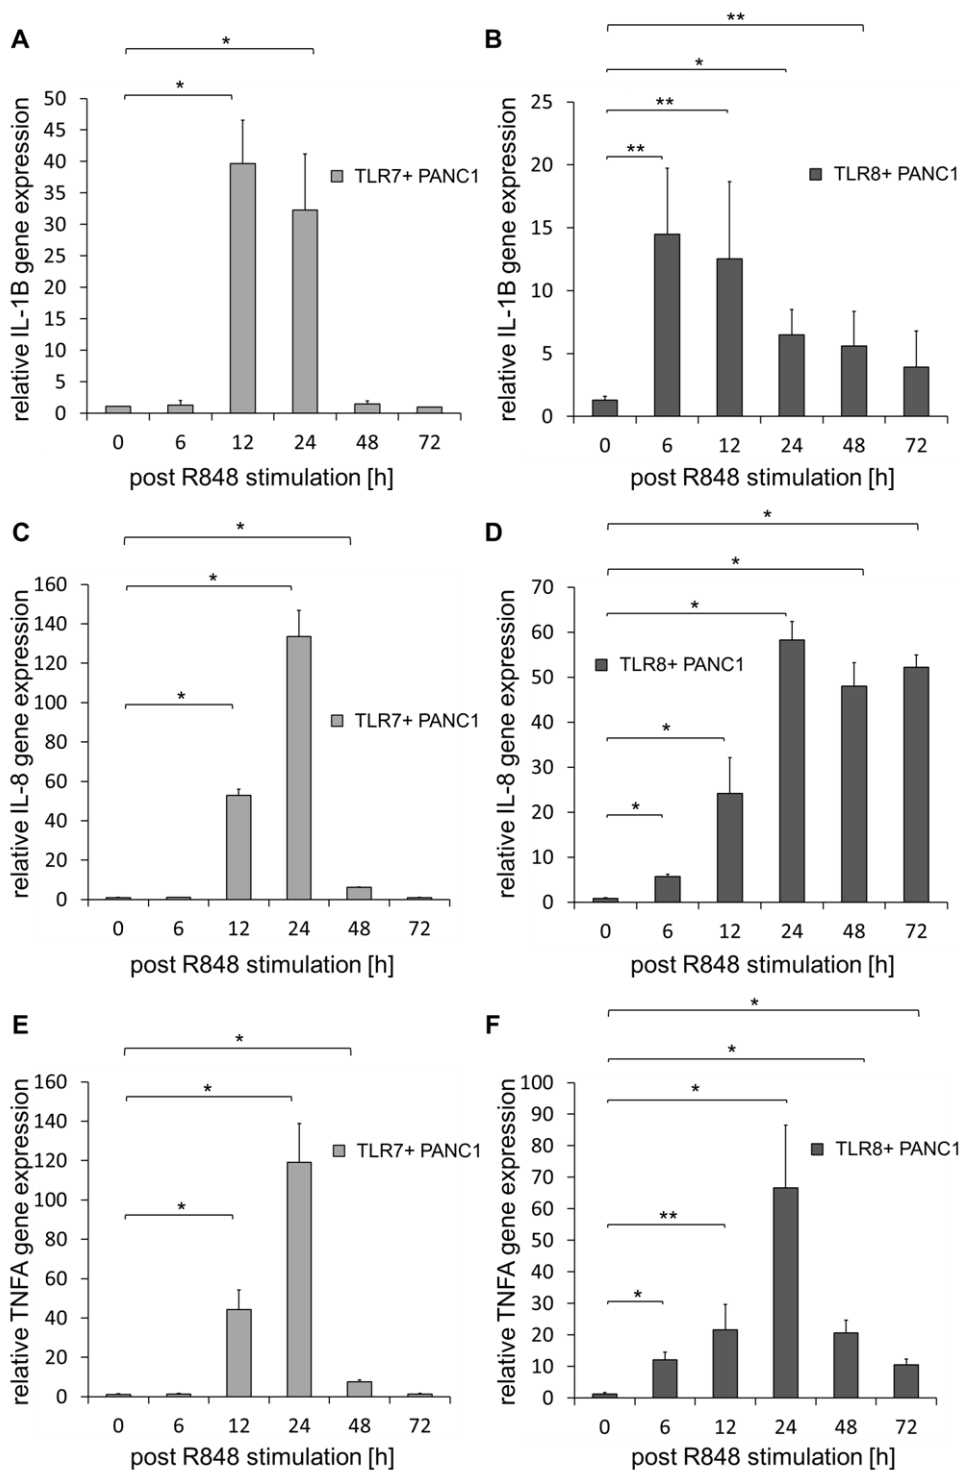 A
*
*
relative IL-1B gene expression
50
45
40
35
30
25
20
15
10
5
0
TLR7+ PANC1
0 6 12 24 48 72
post R848 stimulation [h]
B
**
*
**
**
relative IL-1B gene expression
25
20
15
10
5
0
TLR8+ PANC1
0 6 12 24 48 72
post R848 stimulation [h]
C
*
*
*
relative IL-8 gene expression
160
140
120
100
80
60
40
20
0
TLR7+ PANC1
0 6 12 24 48 72
post R848 stimulation [h]
D
*
*
*
*
*
relative IL-8 gene expression
70
60
50
40
30
20
10
0
TLR8+ PANC1
0 6 12 24 48 72
post R848 stimulation [h]
E
*
*
*
relative TNFA gene expression
160
140
120
100
80
60
40
20
0
TLR7+ PANC1
0 6 12 24 48 72
post R848 stimulation [h]
F
*
*
*
**
*
relative TNFA gene expression
100
90
80
70
60
50
40
30
20
10
0
TLR8+ PANC1
0 6 12 24 48 72
post R848 stimulation [h]